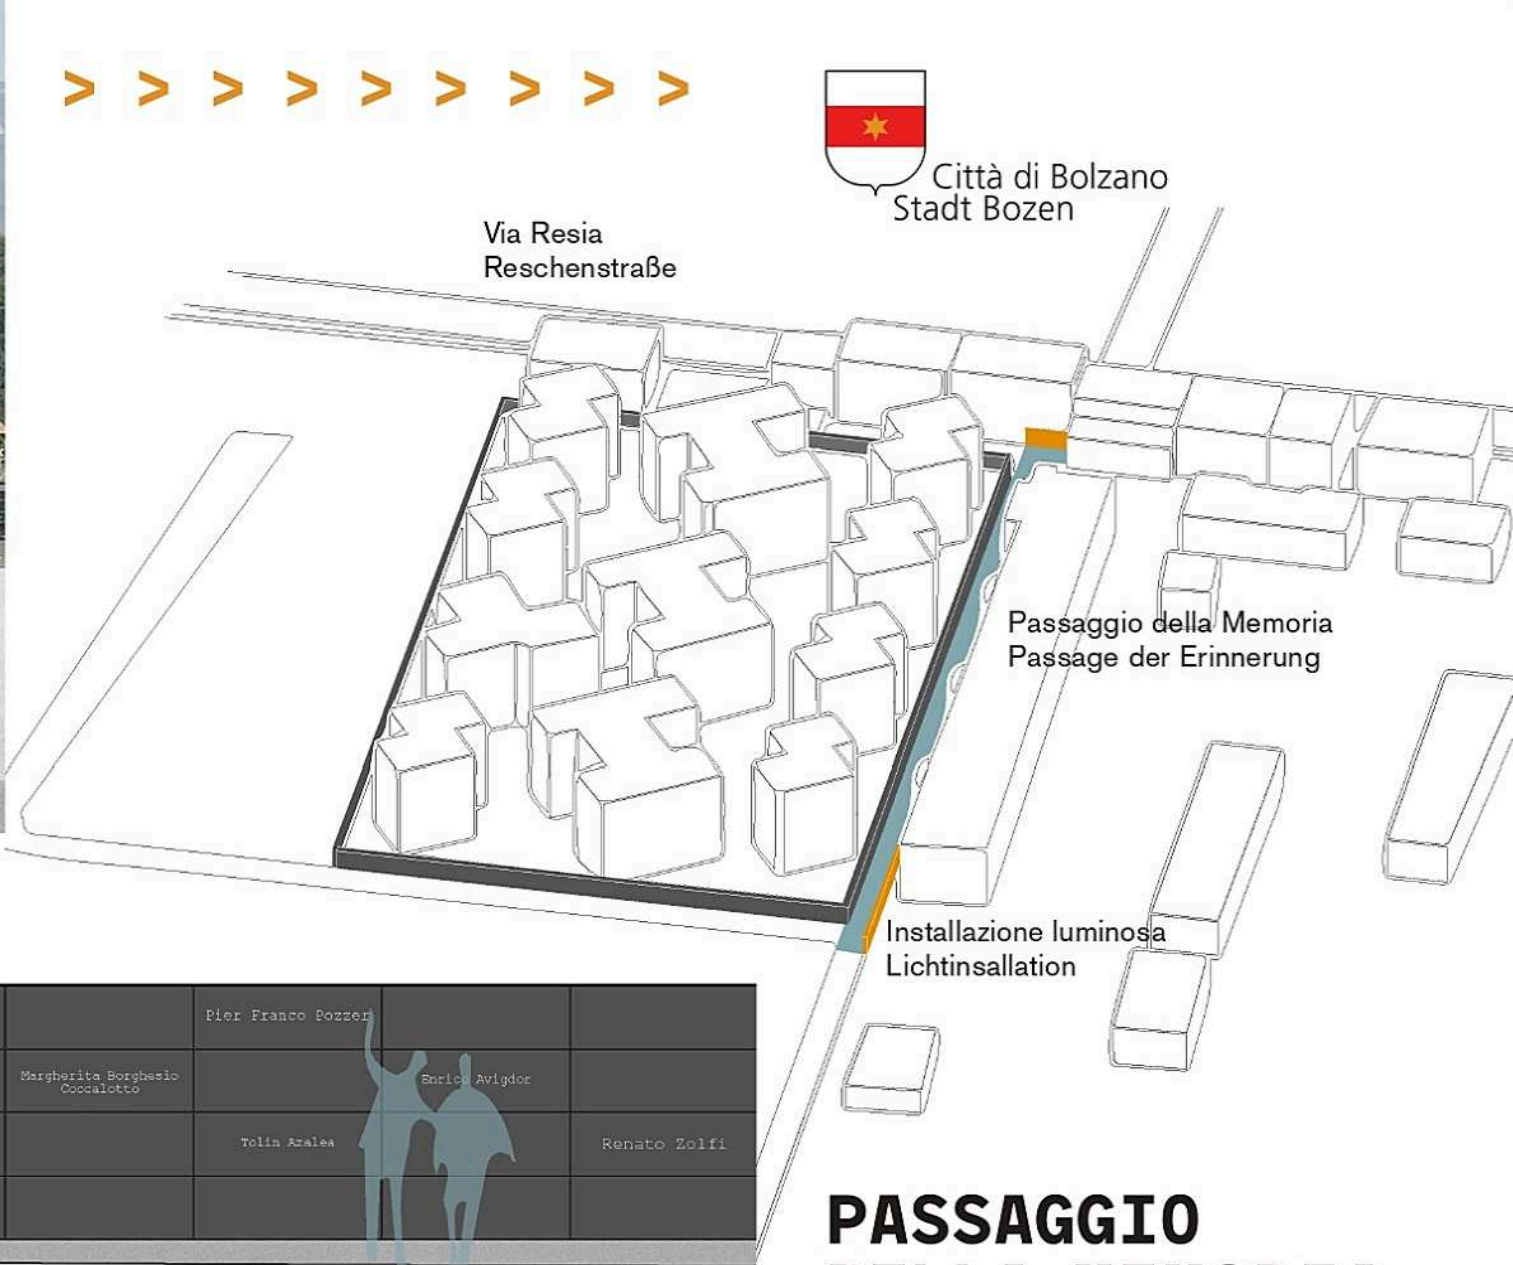 > > > > > > > > >
Città di Bolzano
Stadt Bozen
Via Resia
Reschenstraße
Passaggio della Memoria
Passage der Erinnerung
Installazione luminosa
Lichtinsallation
Pier Franco Pozzer
Margherita Borghesio
Coccalotto
Enrico Avigdor
Tolin Azalea
Renato Zolfi
PASSAGGIO